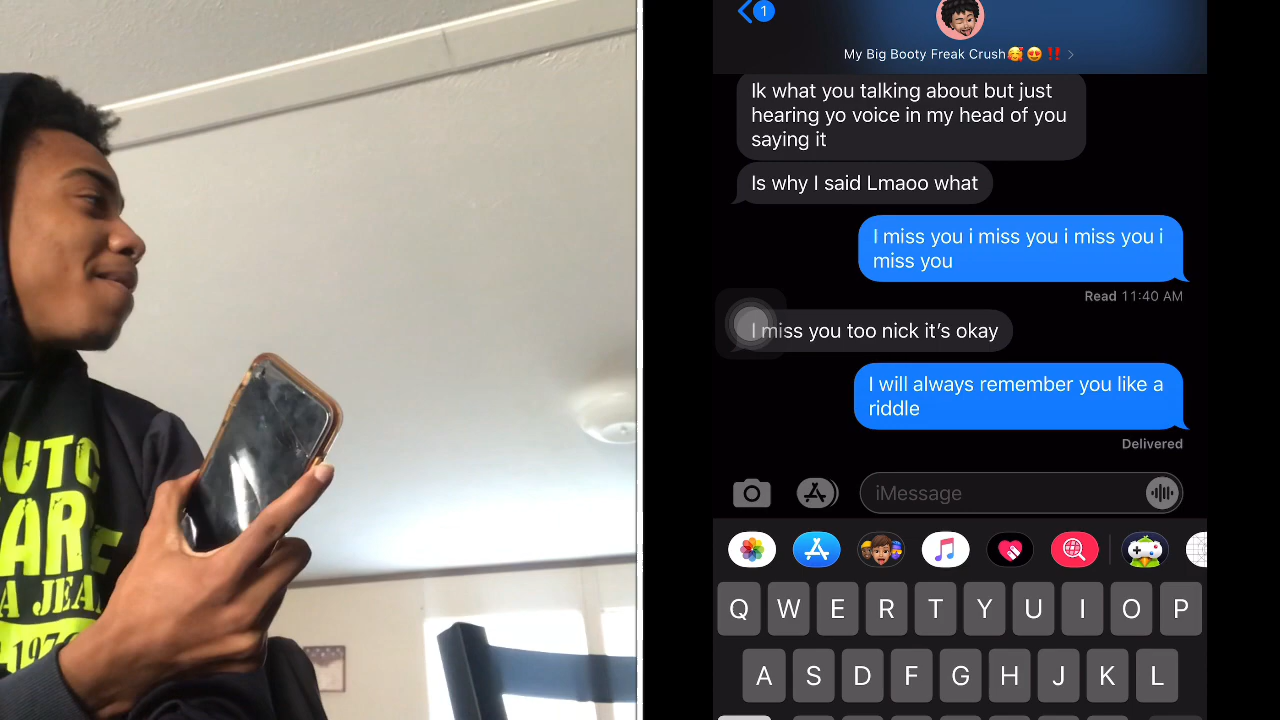 UTC
ARE
A JEA
1976
1
My Big Booty Freak Crush🥰😍‼️ >
Ik what you talking about but just
hearing yo voice in my head of you
saying it
Is why I said Lmaoo what
I miss you i miss you i miss you i
miss you
Read 11:40 AM
I miss you too nick it's okay
I will always remember you like a
riddle
Delivered
iMessage
Q W E R T Y U I O P
A S D F G H J K L